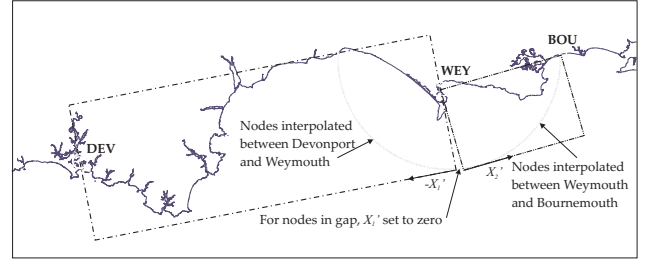 BOU
WEY
DEV
Nodes interpolated
between Devonport
and Weymouth
-X₁'
X₂'
Nodes interpolated
between Weymouth
and Bournemouth
For nodes in gap, X₁' set to zero